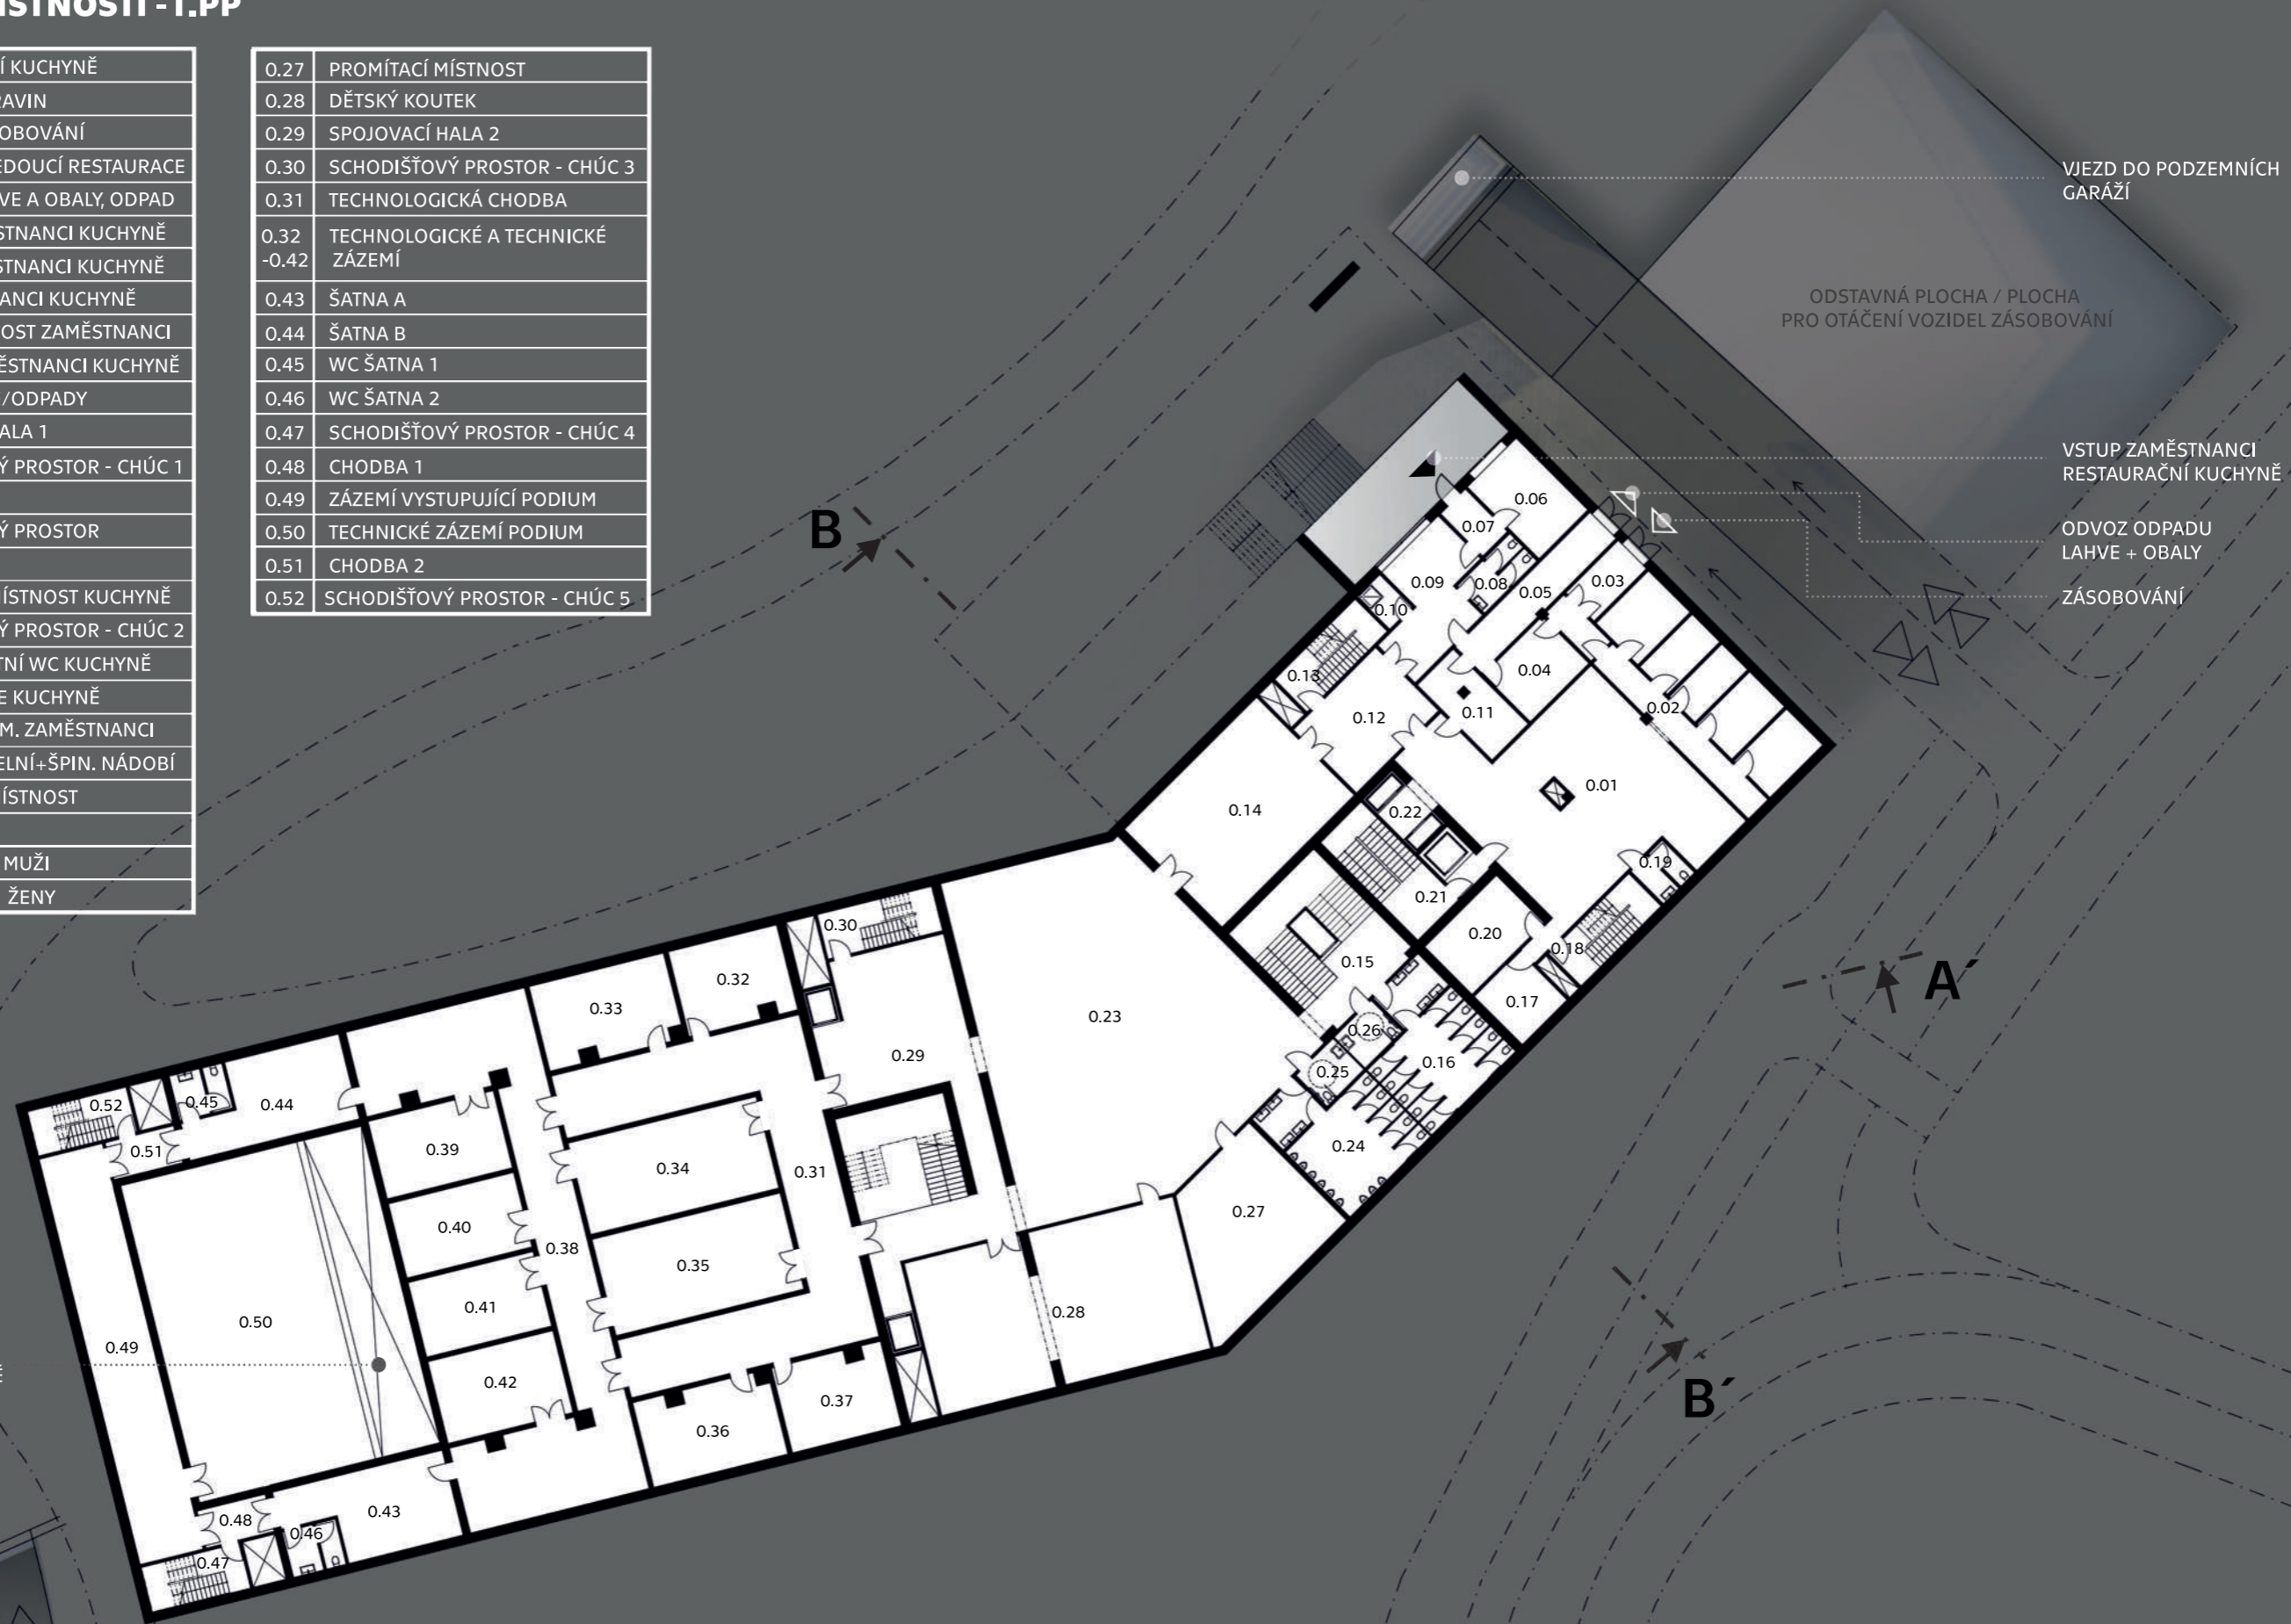 ÍSTNOSTÍ - 1.PP
Í KUCHYNĚ
RAVIN
OBOVÁNÍ
EDOUCÍ RESTAURACE
VE A OBALY, ODPAD
STNANCI KUCHYNĚ
STNANCI KUCHYNĚ
ANCI KUCHYNĚ
OST ZAMĚSTNANCI
ĚSTNANCI KUCHYNĚ
/ODPADY
ALA 1
Ý PROSTOR - CHÚC 1
Ý PROSTOR
ÍSTNOST KUCHYNĚ
Ý PROSTOR - CHÚC 2
TNÍ WC KUCHYNĚ
E KUCHYNĚ
M. ZAMĚSTNANCI
ELNÍ+ŠPIN. NÁDOBÍ
ÍSTNOST
MUŽI
ŽENY
0.27 PROMÍTACÍ MÍSTNOST
0.28 DĚTSKÝ KOUTEK
0.29 SPOJOVACÍ HALA 2
0.30 SCHODIŠŤOVÝ PROSTOR - CHÚC 3
0.31 TECHNOLOGICKÁ CHODBA
0.32 TECHNOLOGICKÉ A TECHNICKÉ
-0.42 ZÁZEMÍ
0.43 ŠATNA A
0.44 ŠATNA B
0.45 WC ŠATNA 1
0.46 WC ŠATNA 2
0.47 SCHODIŠŤOVÝ PROSTOR - CHÚC 4
0.48 CHODBA 1
0.49 ZÁZEMÍ VYSTUPUJÍCÍ PODIUM
0.50 TECHNICKÉ ZÁZEMÍ PODIUM
0.51 CHODBA 2
0.52 SCHODIŠŤOVÝ PROSTOR - CHÚC 5
VJEZD DO PODZEMNÍCH
GARÁŽÍ
ODSTAVNÁ PLOCHA / PLOCHA
PRO OTÁČENÍ VOZIDEL ZÁSOBOVÁNÍ
VSTUP ZAMĚSTNANCI
RESTAURAČNÍ KUCHYNĚ
ODVOZ ODPADU
LAHVE + OBALY
ZÁSOBOVÁNÍ
B
0.06
0.07
0.09
0.08
0.05
0.03
0.10
0.13
0.04
0.12
0.11
0.02
0.01
0.14
0.22
0.19
0.21
0.20
0.18
0.15
0.17
0.26
0.16
0.25
0.24
0.27
0.23
0.28
0.30
0.29
0.32
0.33
0.31
0.34
0.35
0.38
0.39
0.40
0.41
0.42
0.36
0.37
0.52
0.45
0.44
0.51
0.50
0.49
0.43
0.48
0.46
0.47
A´
B´